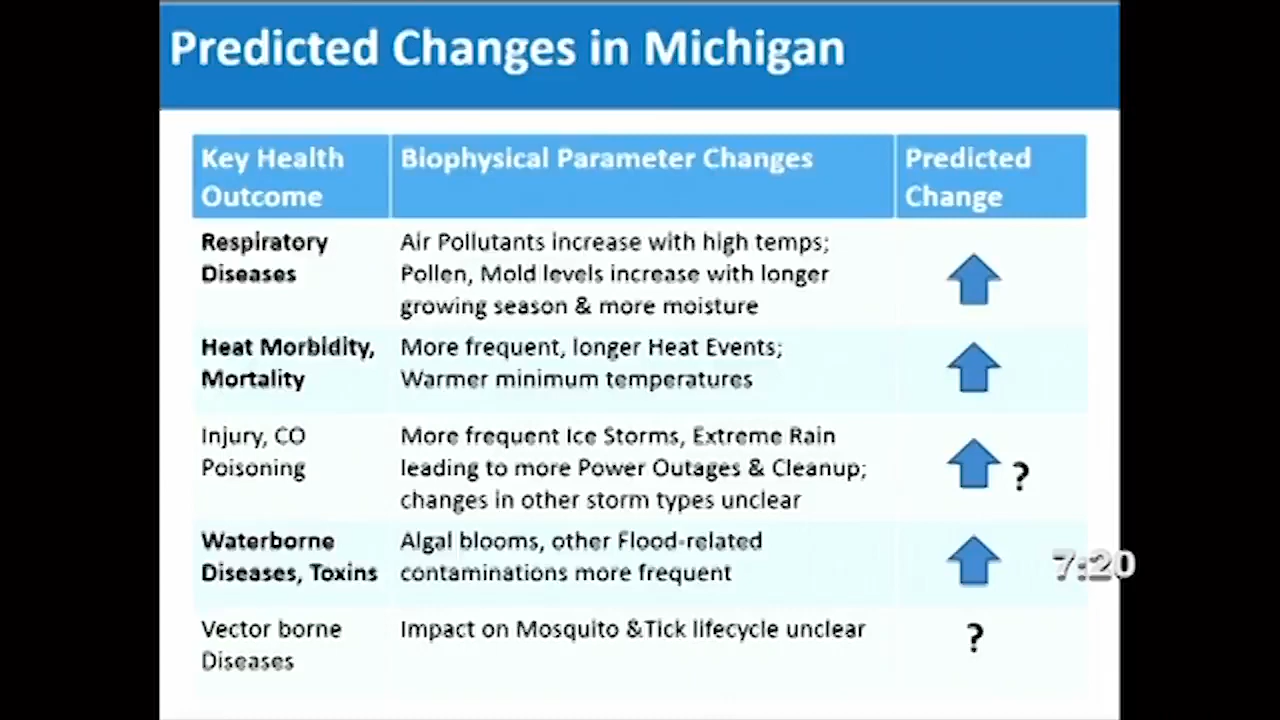 Predicted Changes in Michigan
Key Health
Outcome
Biophysical Parameter Changes
Predicted
Change
Respiratory
Diseases
Air Pollutants increase with high temps;
Pollen, Mold levels increase with longer
growing season & more moisture
Heat Morbidity,
Mortality
More frequent, longer Heat Events;
Warmer minimum temperatures
Injury, CO
Poisoning
More frequent Ice Storms, Extreme Rain
leading to more Power Outages & Cleanup;
changes in other storm types unclear
?
Waterborne
Diseases, Toxins
Algal blooms, other Flood-related
contaminations more frequent
7:20
Vector borne
Diseases
Impact on Mosquito &Tick lifecycle unclear
?